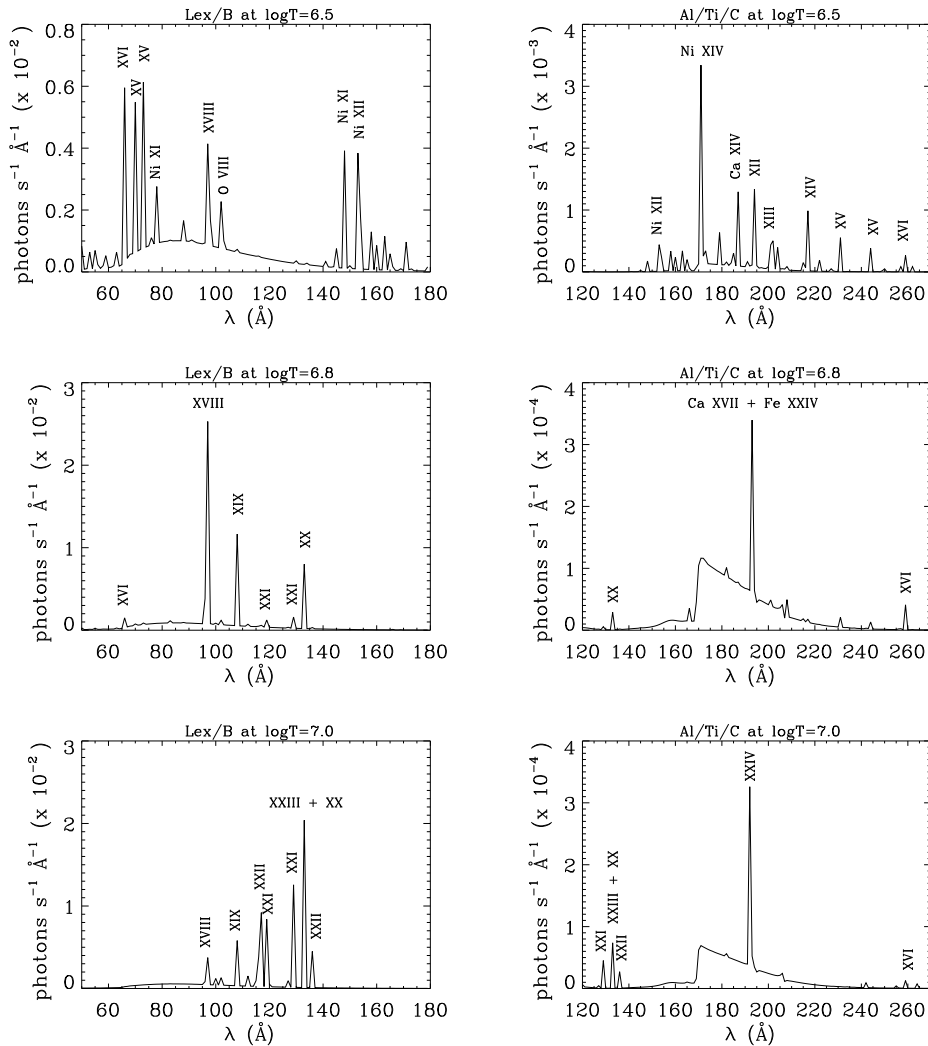 Lex/B at logT=6.5
photons s⁻¹ Å⁻¹ (x 10⁻²)
0.8
0.6
0.4
0.2
0.0
XVI
XV
XV
Ni XI
XVIII
O VIII
Ni XI
Ni XII
60 80 100 120 140 160 180
λ (Å)
Al/Ti/C at logT=6.5
photons s⁻¹ Å⁻¹ (x 10⁻³)
4
3
2
1
0
Ni XII
Ni XIV
Ca XIV
XII
XIII
XIV
XV
XV
XVI
120 140 160 180 200 220 240 260
λ (Å)
Lex/B at logT=6.8
photons s⁻¹ Å⁻¹ (x 10⁻²)
3
2
1
0
XVI
XVIII
XIX
XXI
XXI
XX
60 80 100 120 140 160 180
λ (Å)
Al/Ti/C at logT=6.8
photons s⁻¹ Å⁻¹ (x 10⁻⁴)
4
3
2
1
0
XX
Ca XVII + Fe XXIV
XVI
120 140 160 180 200 220 240 260
λ (Å)
Lex/B at logT=7.0
photons s⁻¹ Å⁻¹ (x 10⁻²)
3
2
1
0
XVIII
XIX
XXII
XXI
XXI
XXIII + XX
XXII
60 80 100 120 140 160 180
λ (Å)
Al/Ti/C at logT=7.0
photons s⁻¹ Å⁻¹ (x 10⁻⁴)
4
3
2
1
0
XXI
XXIII + XX
XXII
XXIV
XVI
120 140 160 180 200 220 240 260
λ (Å)